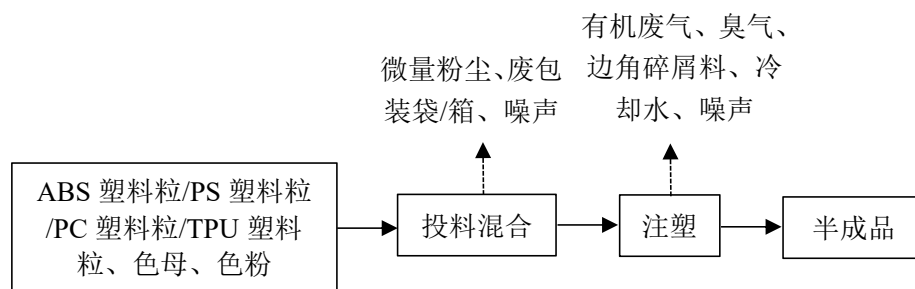 微量粉尘、废包
装袋/箱、噪声
有机废气、臭气、
边角碎屑料、冷
却水、噪声
ABS 塑料粒/PS 塑料粒
/PC 塑料粒/TPU 塑料
粒、色母、色粉
投料混合
注塑
半成品